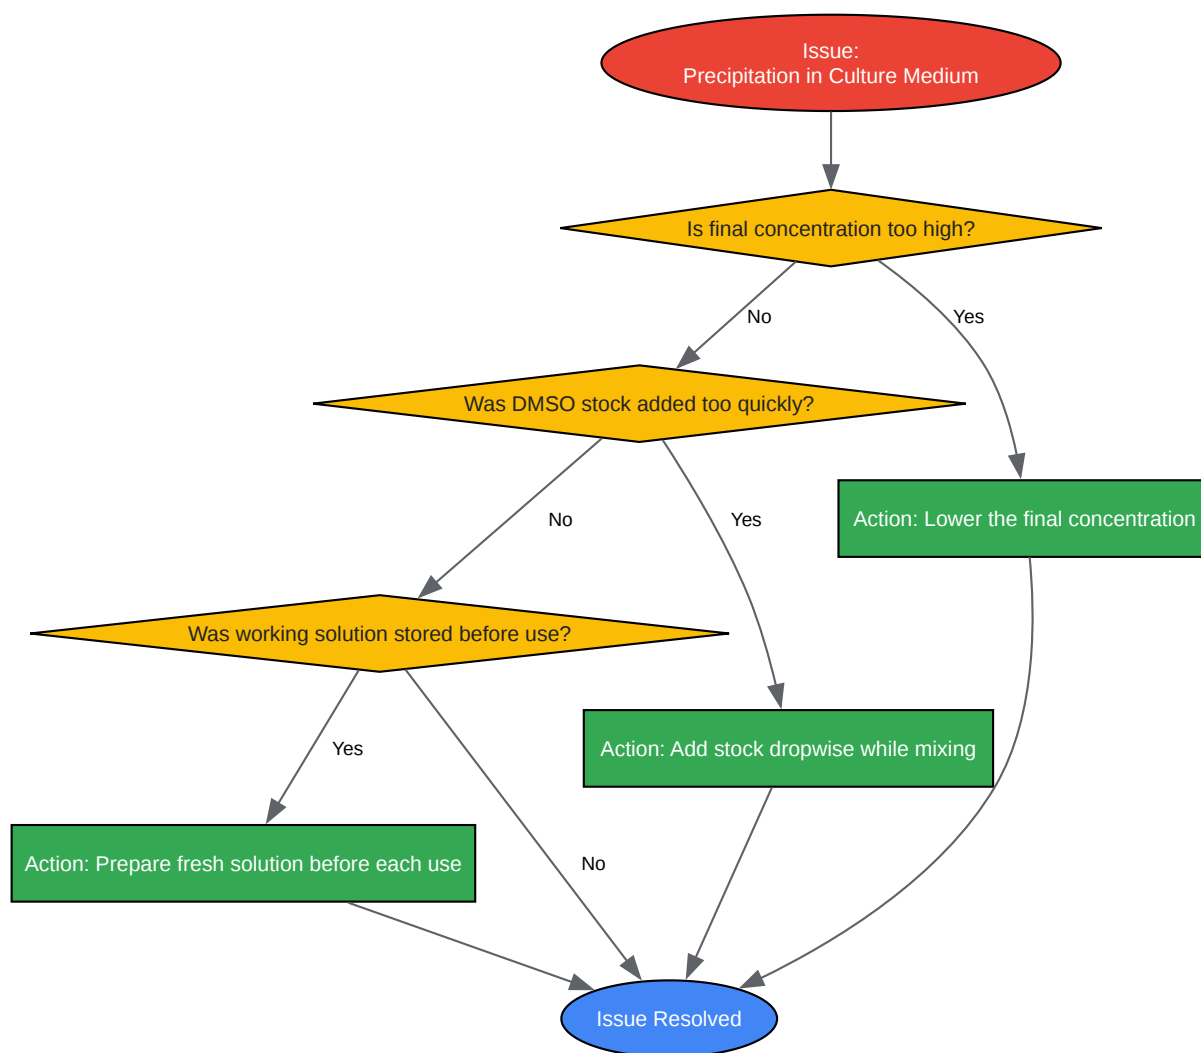 Issue:
Precipitation in Culture Medium
Is final concentration too high?
No
Yes
Was DMSO stock added too quickly?
No
Yes
Action: Lower the final concentration
Was working solution stored before use?
Yes
Action: Add stock dropwise while mixing
Action: Prepare fresh solution before each use
No
Issue Resolved